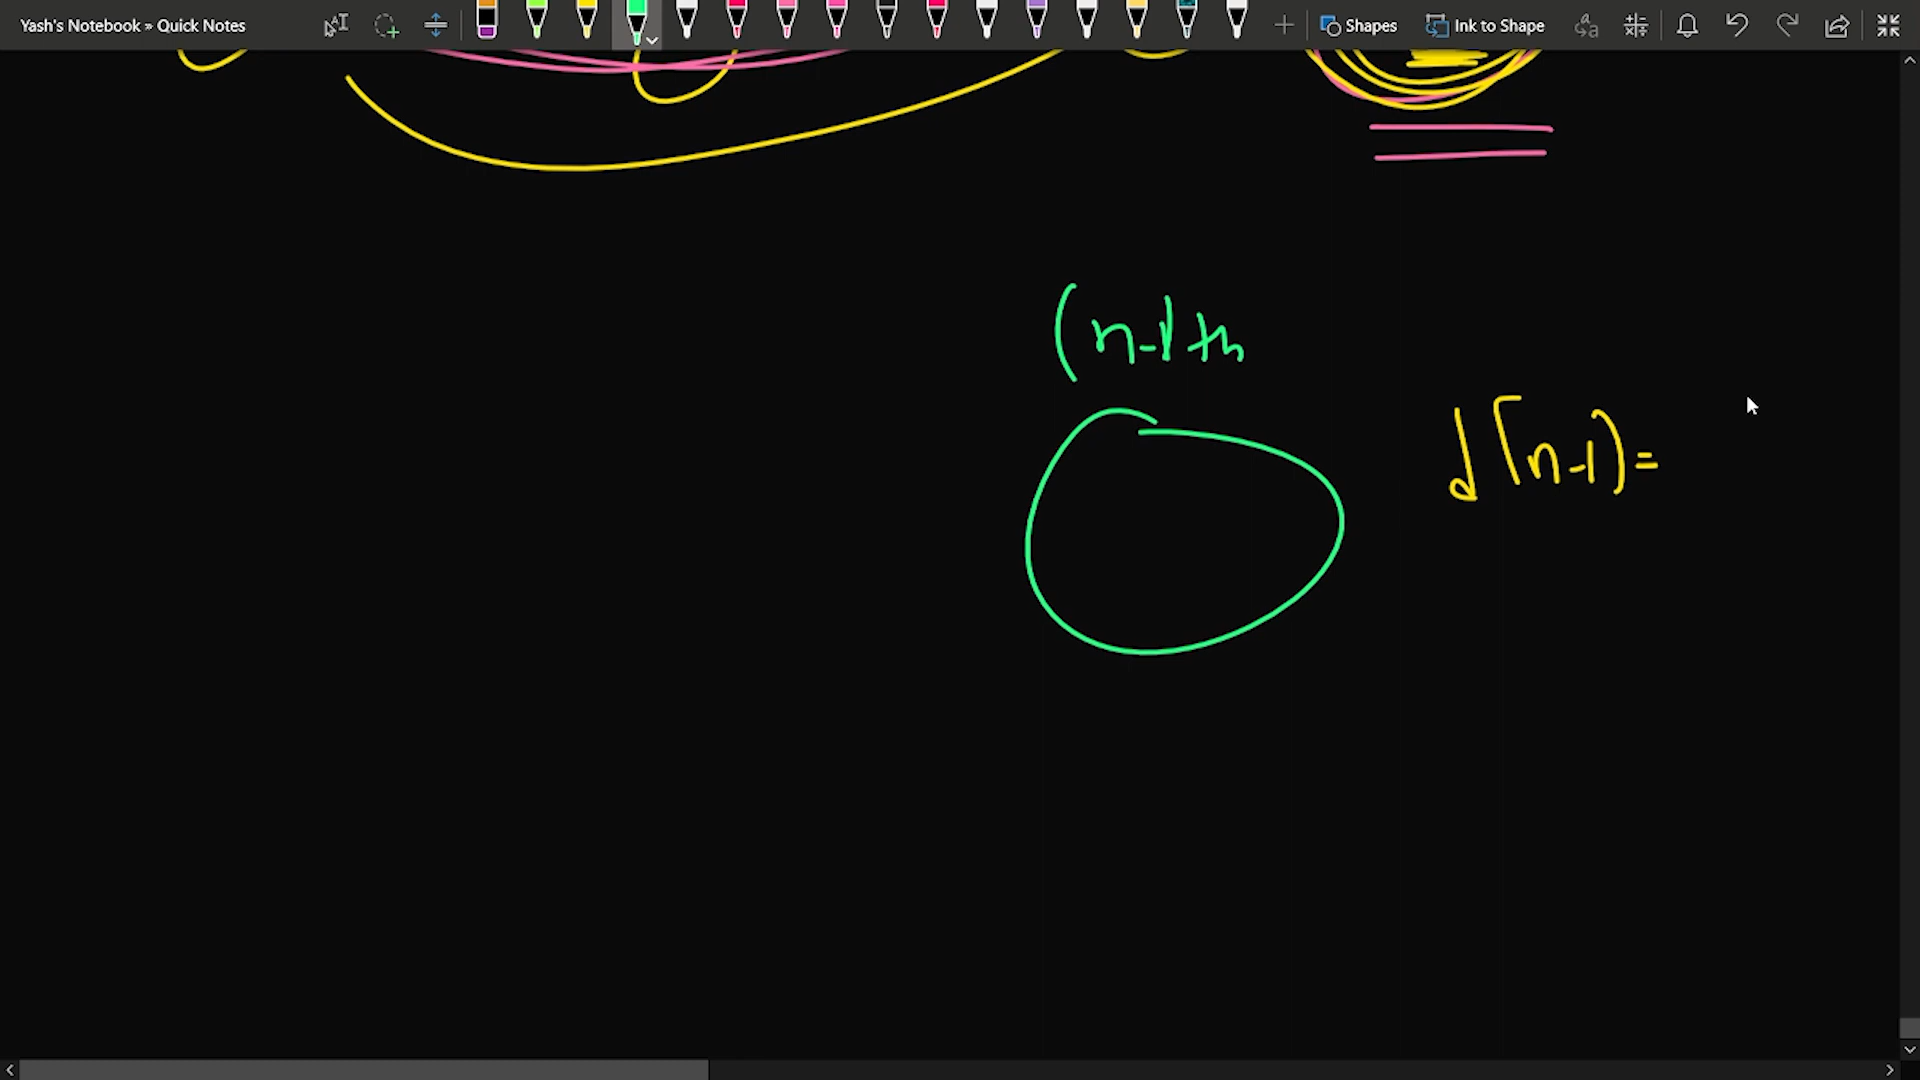 Yash's Notebook » Quick Notes
Shapes
Ink to Shape
(n-1)th
(n-1)=